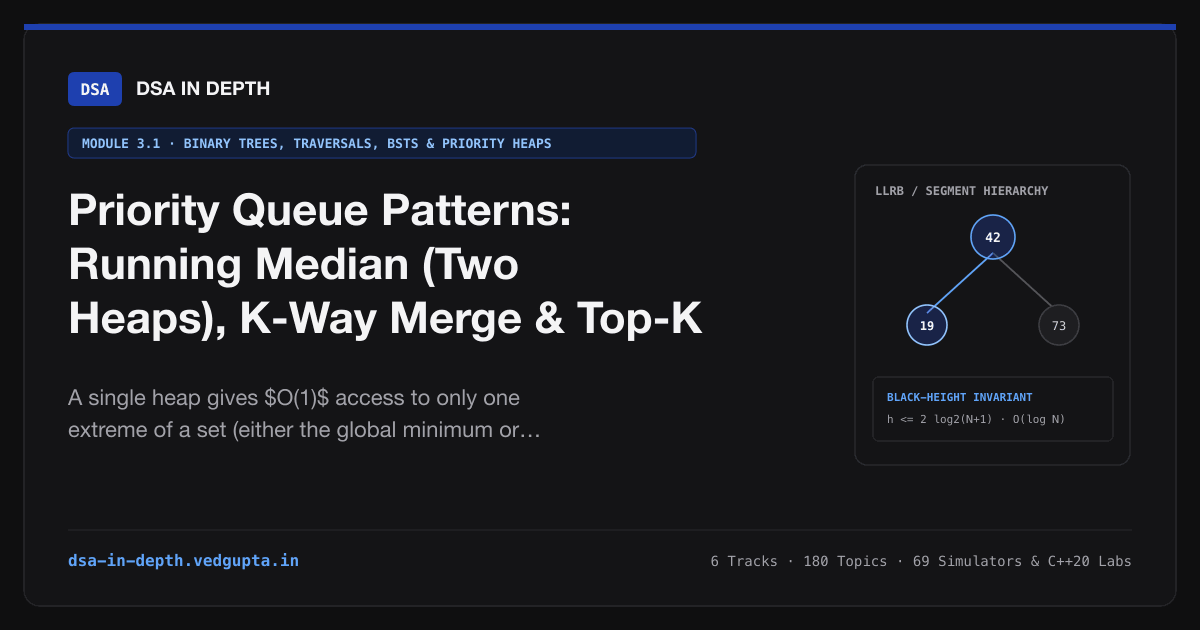 DSA
DSA IN DEPTH
MODULE 3.1 · BINARY TREES, TRAVERSALS, BSTS & PRIORITY HEAPS
Priority Queue Patterns:
Running Median (Two
Heaps), K-Way Merge & Top-K
A single heap gives $O(1)$ access to only one
extreme of a set (either the global minimum or...
LLRB / SEGMENT HIERARCHY
42
19
73
BLACK-HEIGHT INVARIANT
h <= 2 log2(N+1) · O(log N)
dsa-in-depth.vedgupta.in
6 Tracks · 180 Topics · 69 Simulators & C++20 Labs